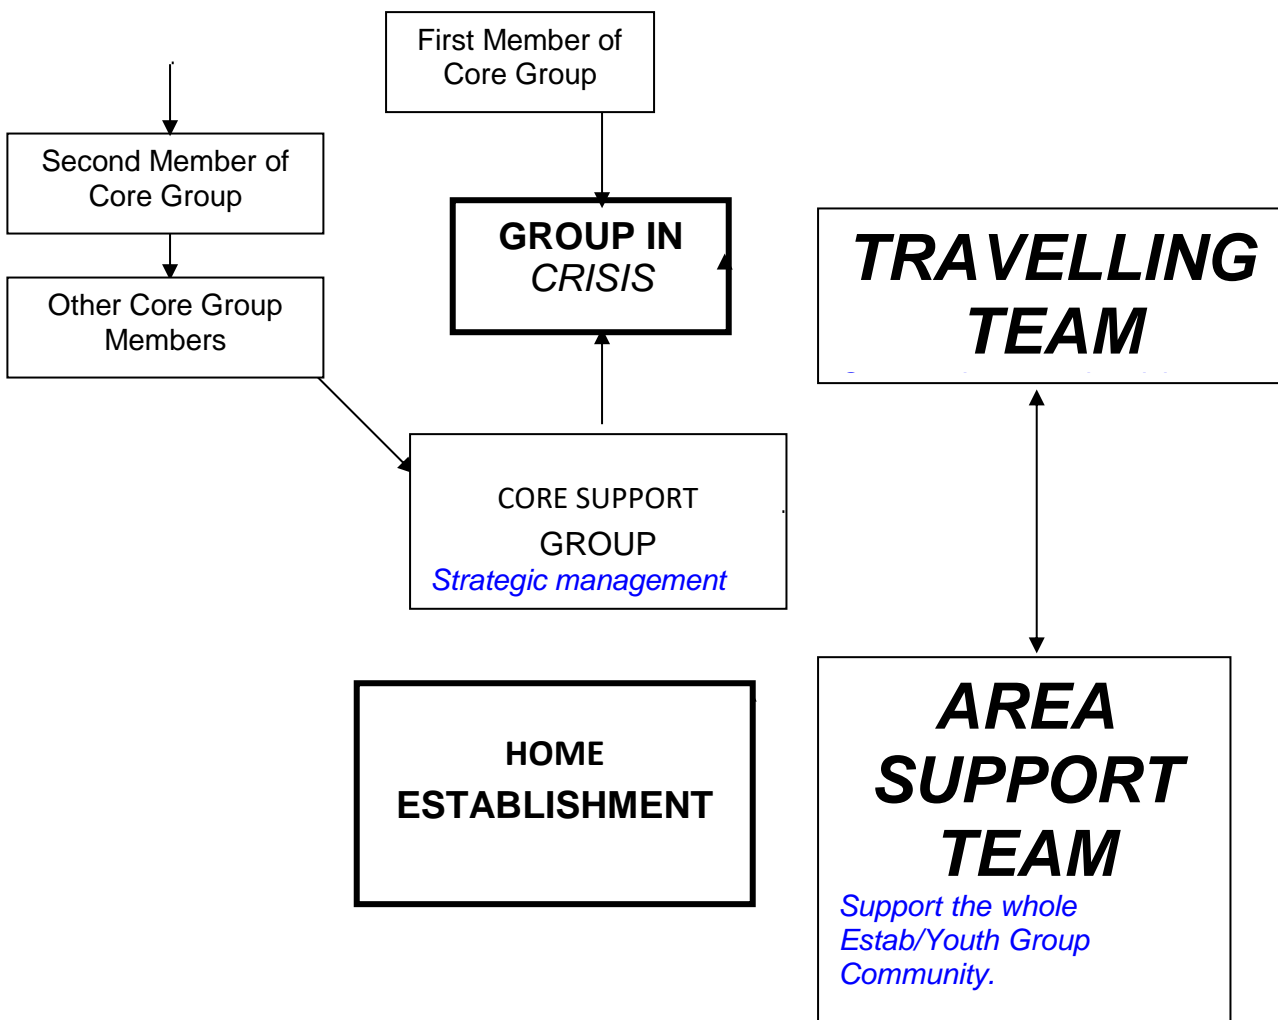 First Member of
Core Group
Second Member of
Core Group
GROUP IN
CRISIS
TRAVELLING
TEAM
Other Core Group
Members
CORE SUPPORT
GROUP
Strategic management
HOME
ESTABLISHMENT
AREA
SUPPORT
TEAM
Support the whole
Estab/Youth Group
Community.